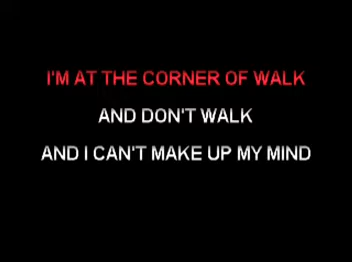 I'M AT THE CORNER OF WALK
AND DON'T WALK
AND I CAN'T MAKE UP MY MIND